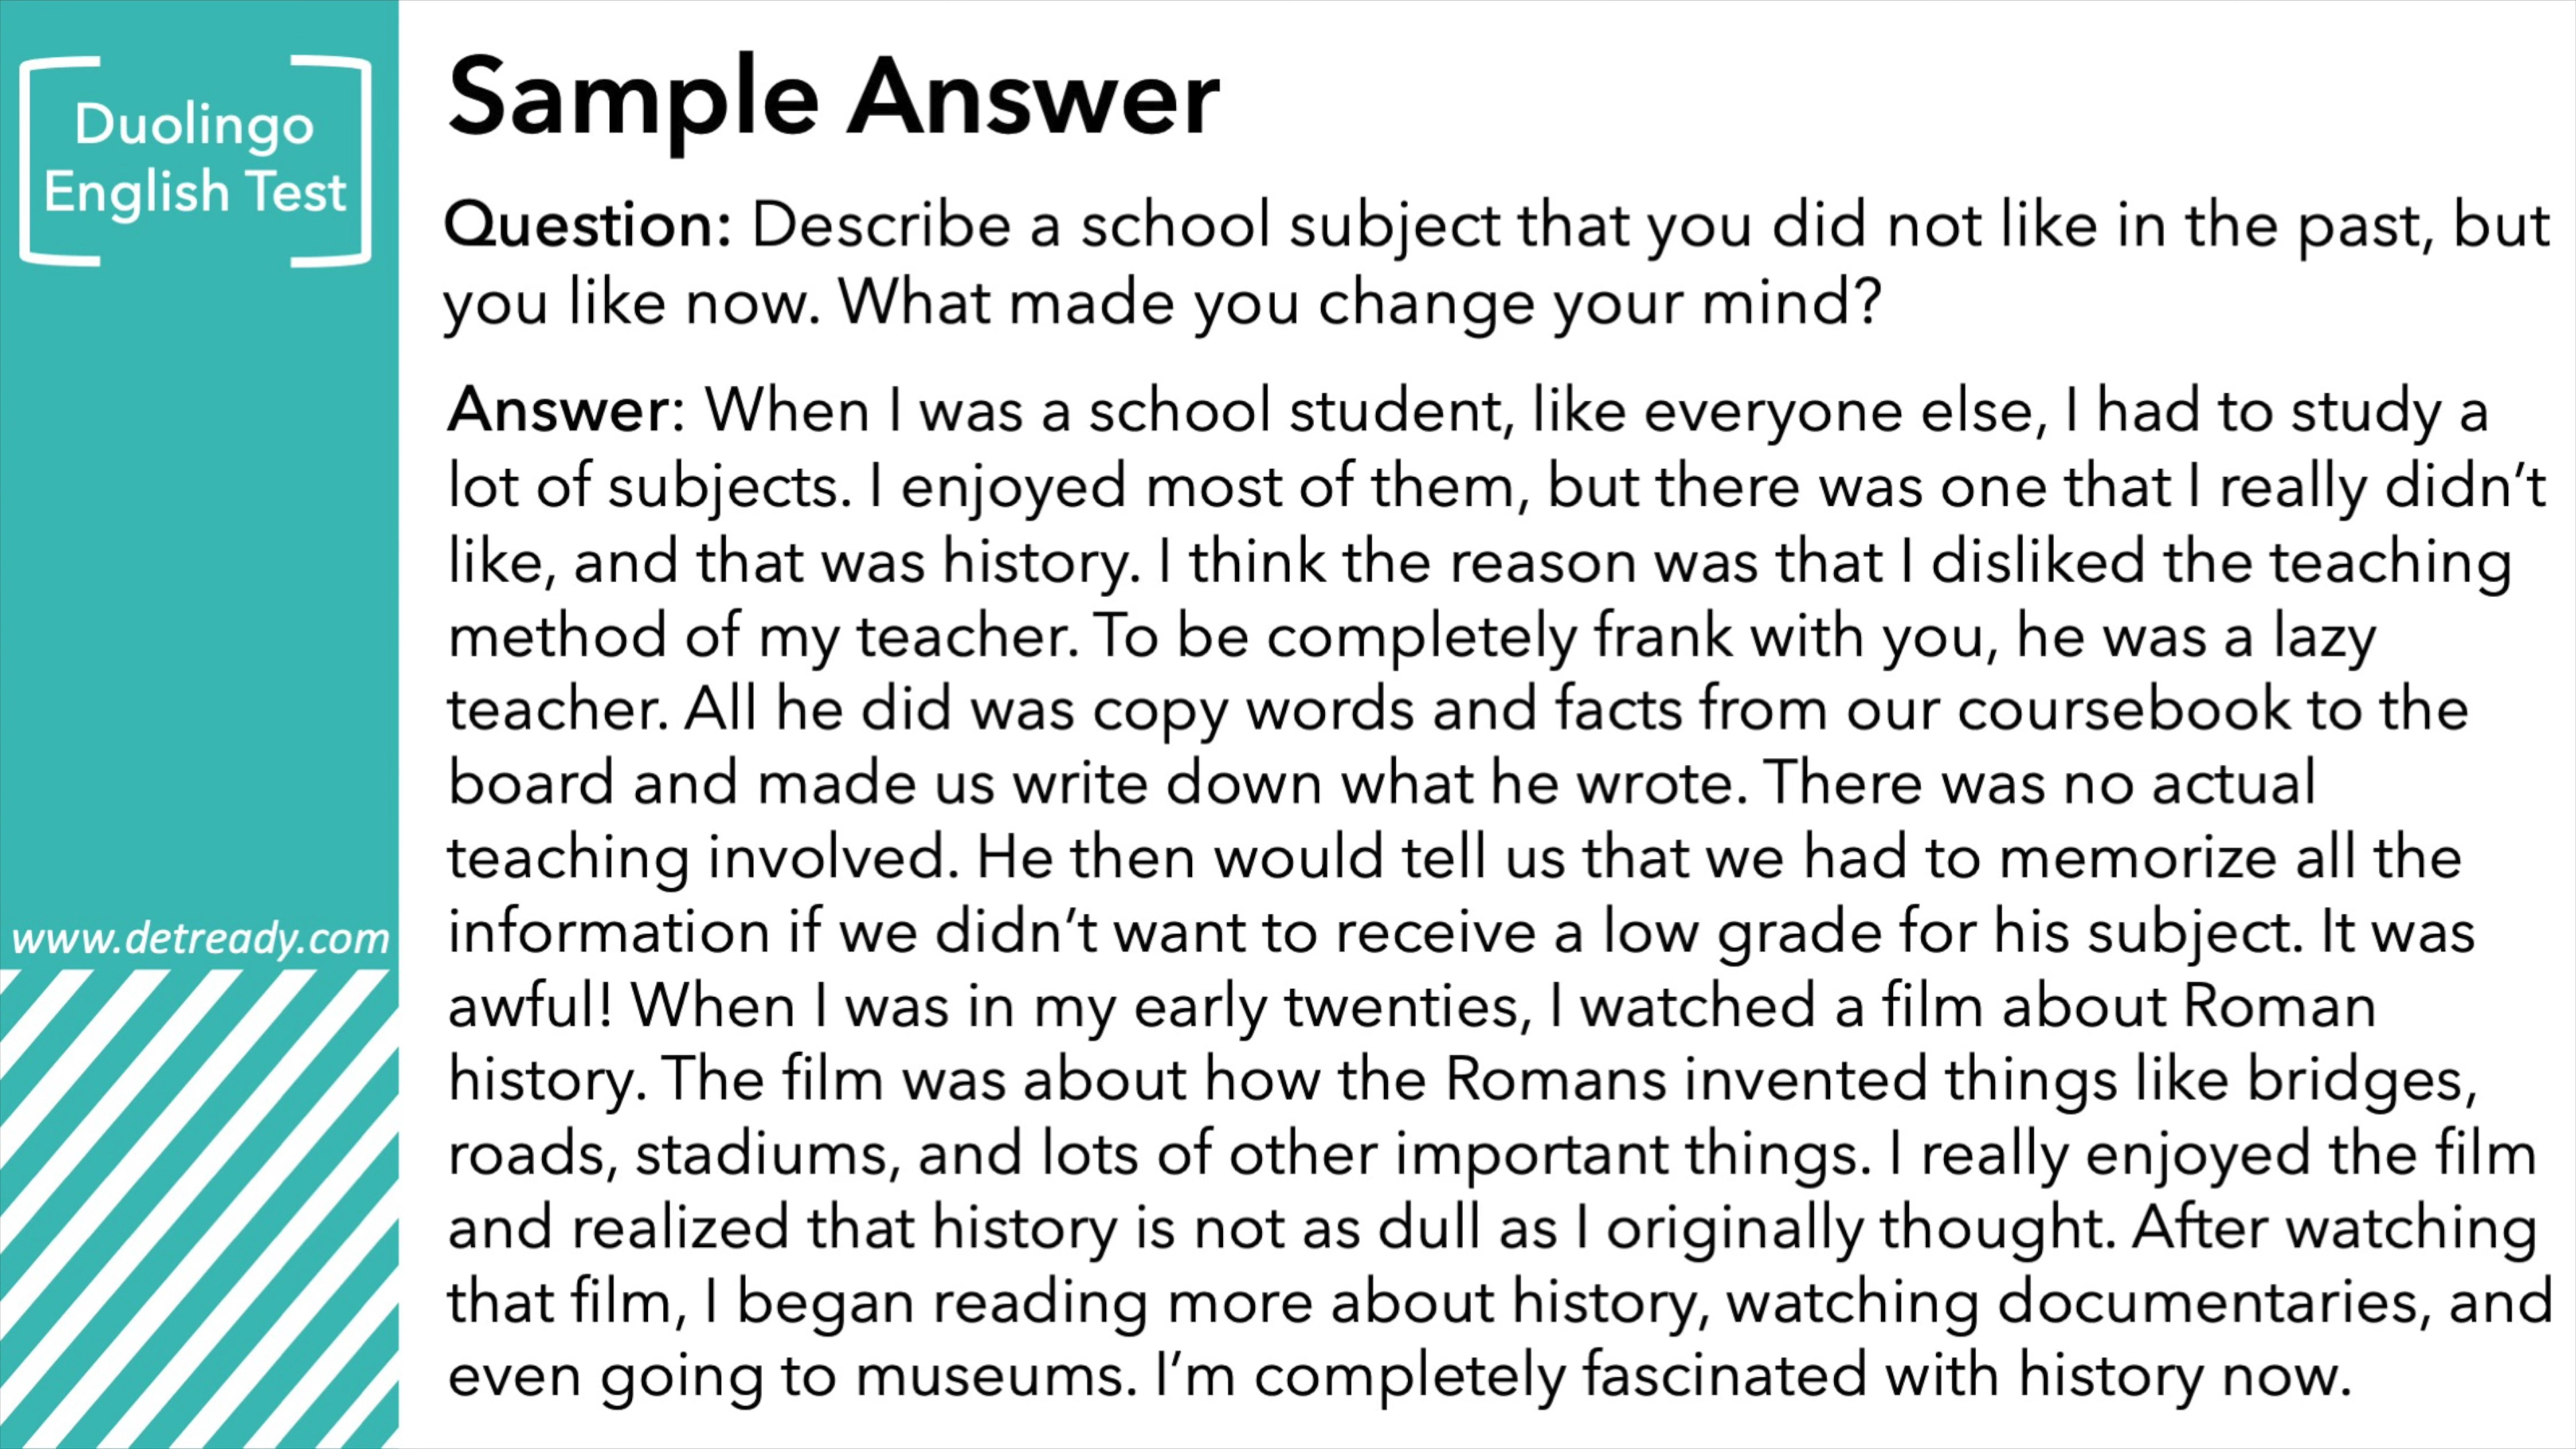 Duolingo
English Test
www.detready.com
Sample Answer
Question: Describe a school subject that you did not like in the past, but
you like now. What made you change your mind?
Answer: When I was a school student, like everyone else, I had to study a
lot of subjects. I enjoyed most of them, but there was one that I really didn’t
like, and that was history. I think the reason was that I disliked the teaching
method of my teacher. To be completely frank with you, he was a lazy
teacher. All he did was copy words and facts from our coursebook to the
board and made us write down what he wrote. There was no actual
teaching involved. He then would tell us that we had to memorize all the
information if we didn’t want to receive a low grade for his subject. It was
awful! When I was in my early twenties, I watched a film about Roman
history. The film was about how the Romans invented things like bridges,
roads, stadiums, and lots of other important things. I really enjoyed the film
and realized that history is not as dull as I originally thought. After watching
that film, I began reading more about history, watching documentaries, and
even going to museums. I’m completely fascinated with history now.